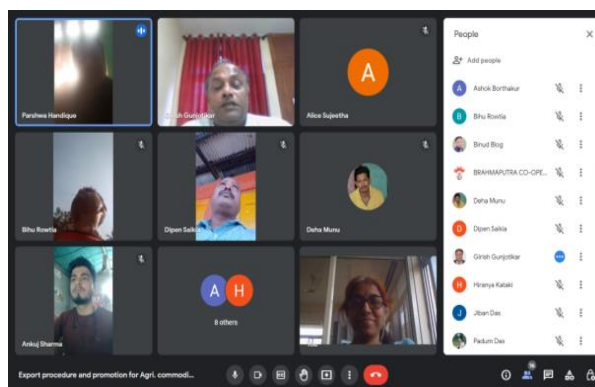 Parshwa Handique
Girish Gunjotikar
A
Alice Sujeetha
Bihu Rowtia
Dipen Saikia
Deha Munu
Ankuj Sharma
A H
8 others
You
Export procedure and promotion for Agri. commodi...
People
Add people
A Ashok Borthakur
B Bihu Rowtia
Binud Blog
BRAHMAPUTRA CO-OPE...
Deha Munu
D Dipen Saikia
Girish Gunjotikar
H Hiranya Kataki
J Jiban Das
P Padum Das
16